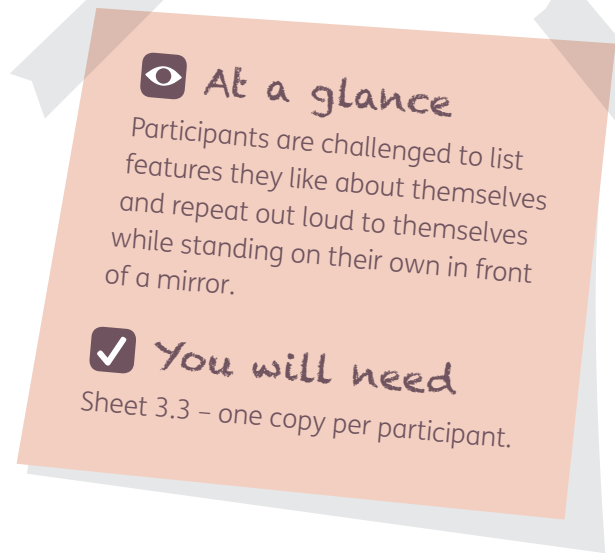 At a glance
Participants are challenged to list
features they like about themselves
and repeat out loud to themselves
while standing on their own in front
of a mirror.
You will need
Sheet 3.3 – one copy per participant.